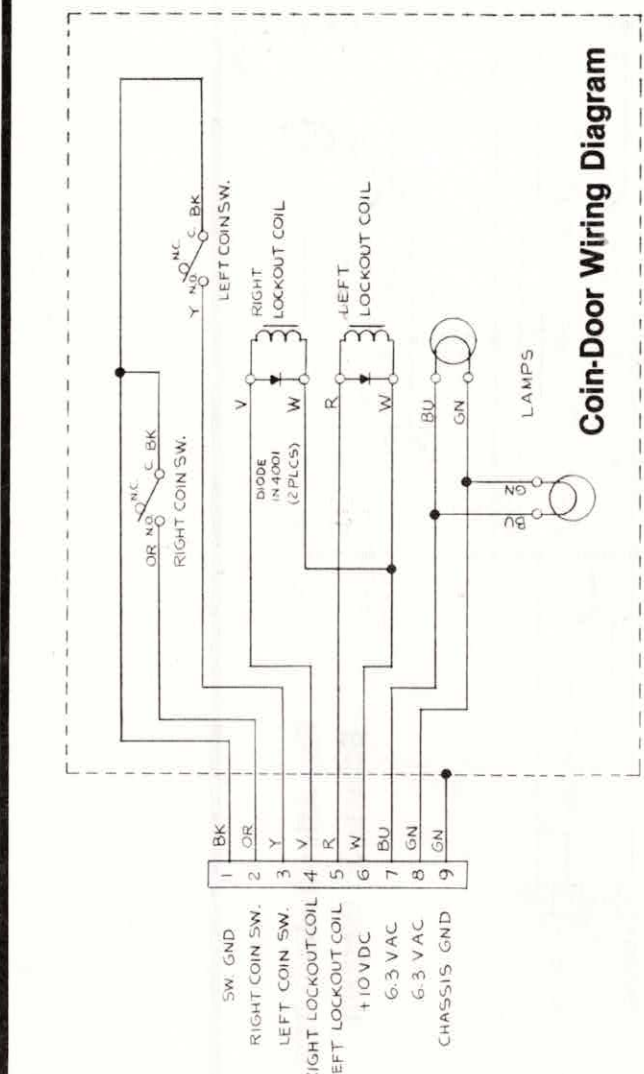 Coin-Door Wiring Diagram
N.C.
C. BK
Y N.O.
LEFT COIN SW.
N.C.
C. BK
OR N.O.
RIGHT COIN SW.
RIGHT
LOCKOUT COIL
V
W
DIODE
IN4001
(2 PLCS)
LEFT
LOCKOUT COIL
R
W
BU
GN
LAMPS
GN
BU
BK
OR
Y
V
R
W
BU
GN
GN
1
2
3
4
5
6
7
8
9
SW. GND
RIGHT COIN SW.
LEFT COIN SW.
RIGHT LOCKOUT COIL
LEFT LOCKOUT COIL
+10 VDC
6.3 VAC
6.3 VAC
CHASSIS GND